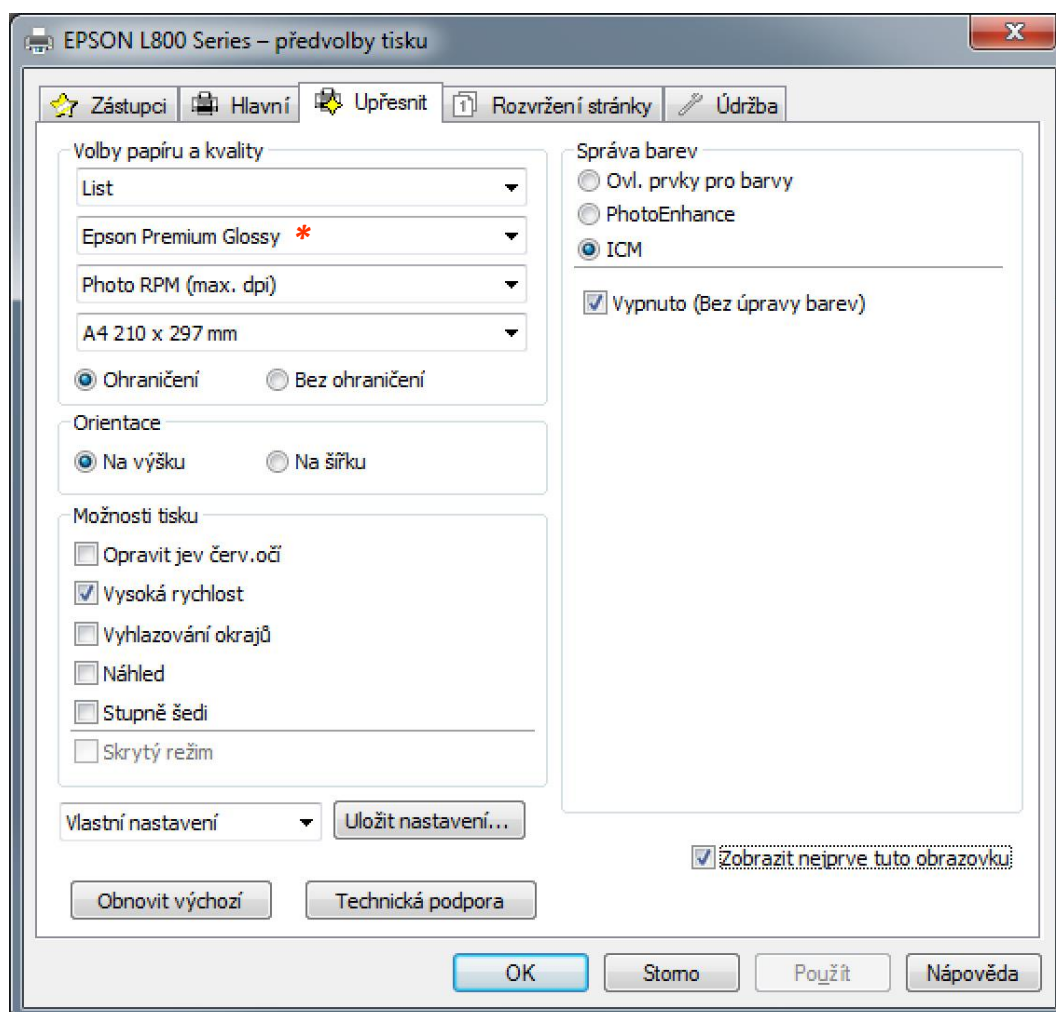 EPSON L800 Series – předvolby tisku
x
Zástupci
Hlavní
Upřesnit
1 Rozvržení stránky
Údržba
Volby papíru a kvality
List
Epson Premium Glossy *
Photo RPM (max. dpi)
A4 210 x 297 mm
Ohraničení
Bez ohraničení
Orientace
Na výšku
Na šířku
Možnosti tisku
Opravit jev červ.očí
Vysoká rychlost
Vyhlazování okrajů
Náhled
Stupně šedi
Skrytý režim
Vlastní nastavení
Uložit nastavení...
Obnovit výchozí
Technická podpora
Správa barev
Ovl. prvky pro barvy
PhotoEnhance
ICM
Vypnuto (Bez úpravy barev)
Zobrazit nejprve tuto obrazovku
OK
Storno
Použít
Nápověda